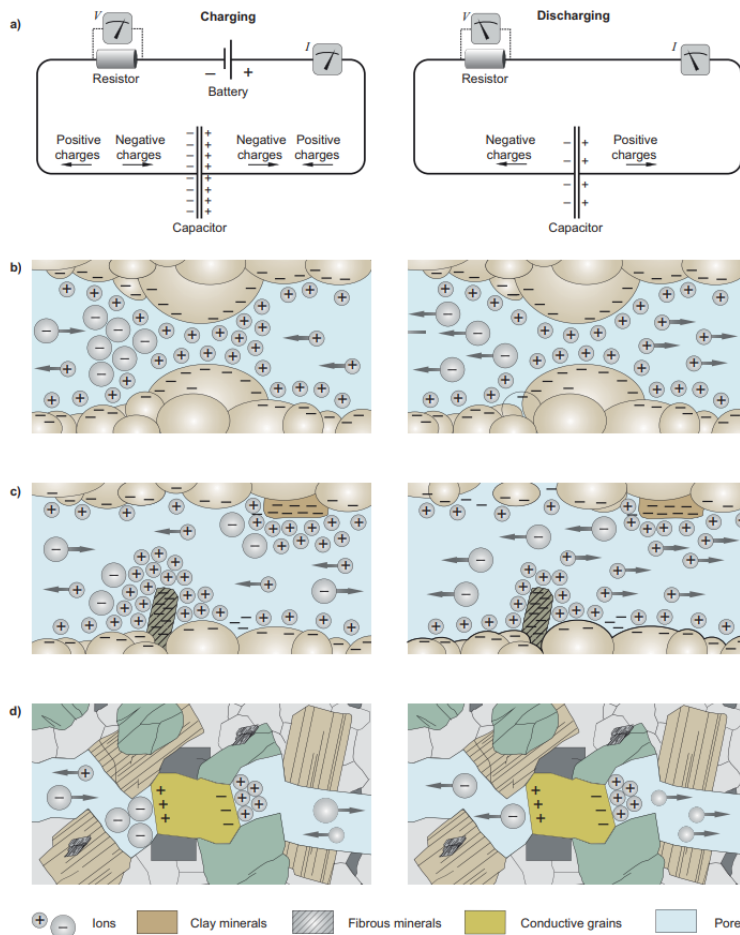 Charging
Discharging
a)
V
I
Resistor
− +
Battery
V
I
Resistor
Positive charges
Negative charges
Negative charges
Positive charges
Capacitor
Negative charges
Positive charges
Capacitor
b)
c)
d)
Ions
Clay minerals
Fibrous minerals
Conductive grains
Pore